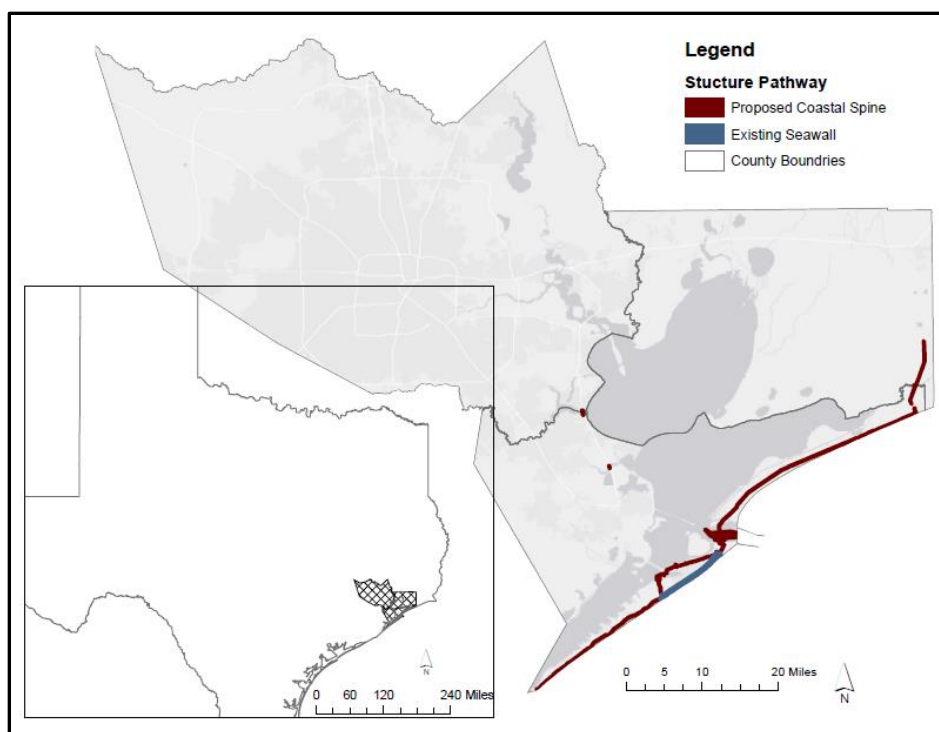 Legend
Stucture Pathway
Proposed Coastal Spine
Existing Seawall
County Boundries
N
0 60 120 240 Miles
0 5 10 20 Miles
N